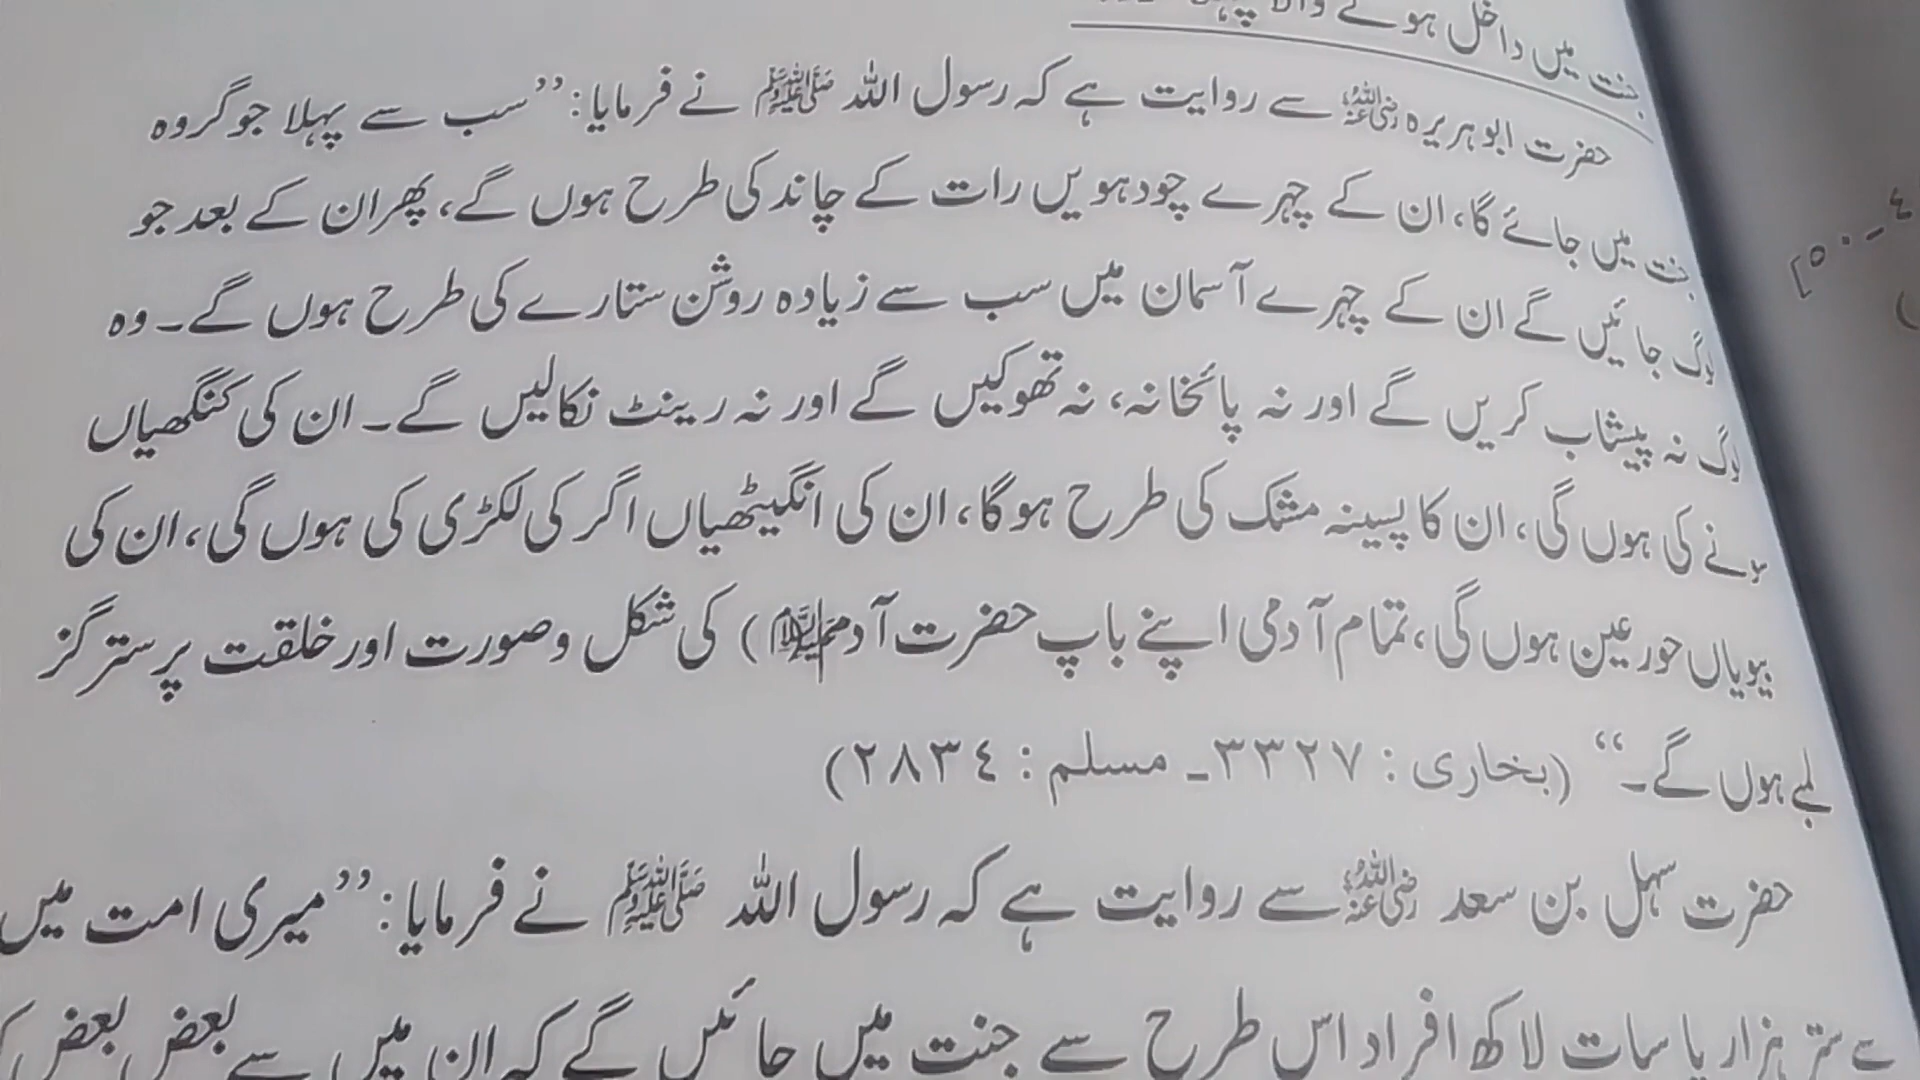 جنت میں داخل ہونے والا پہلا
حضرت ابوہریرہ رضی اللہ عنہ سے روایت ہے کہ رسول اللہ ﷺ نے فرمایا: ’’سب سے پہلا جو گروہ
جنت میں جائے گا، ان کے چہرے چودہویں رات کے چاند کی طرح ہوں گے، پھر ان کے بعد جو
لوگ جائیں گے ان کے چہرے آسمان میں سب سے زیادہ روشن ستارے کی طرح ہوں گے۔ وہ
لوگ نہ پیشاب کریں گے اور نہ پائخانہ، نہ تھوکیں گے اور نہ رینٹ نکالیں گے۔ ان کی کنگھیاں
سونے کی ہوں گی، ان کا پسینہ مشک کی طرح ہوگا، ان کی انگیٹھیاں اگر کی لکڑی کی ہوں گی، ان کی
بیویاں حورعین ہوں گی، تمام آدمی اپنے باپ حضرت آدم علیہ السلام) کی شکل و صورت اور خلقت پر ستر گز
لمبے ہوں گے۔‘‘ (بخاری : ٣٣٢٧۔ مسلم : ٢٨٣٤)
حضرت سہل بن سعد رضی اللہ عنہ سے روایت ہے کہ رسول اللہ ﷺ نے فرمایا: ’’میری امت میں
سے ستر ہزار یا سات لاکھ افراد اس طرح سے جنت میں جائیں گے کہ ان میں سے بعض بعض